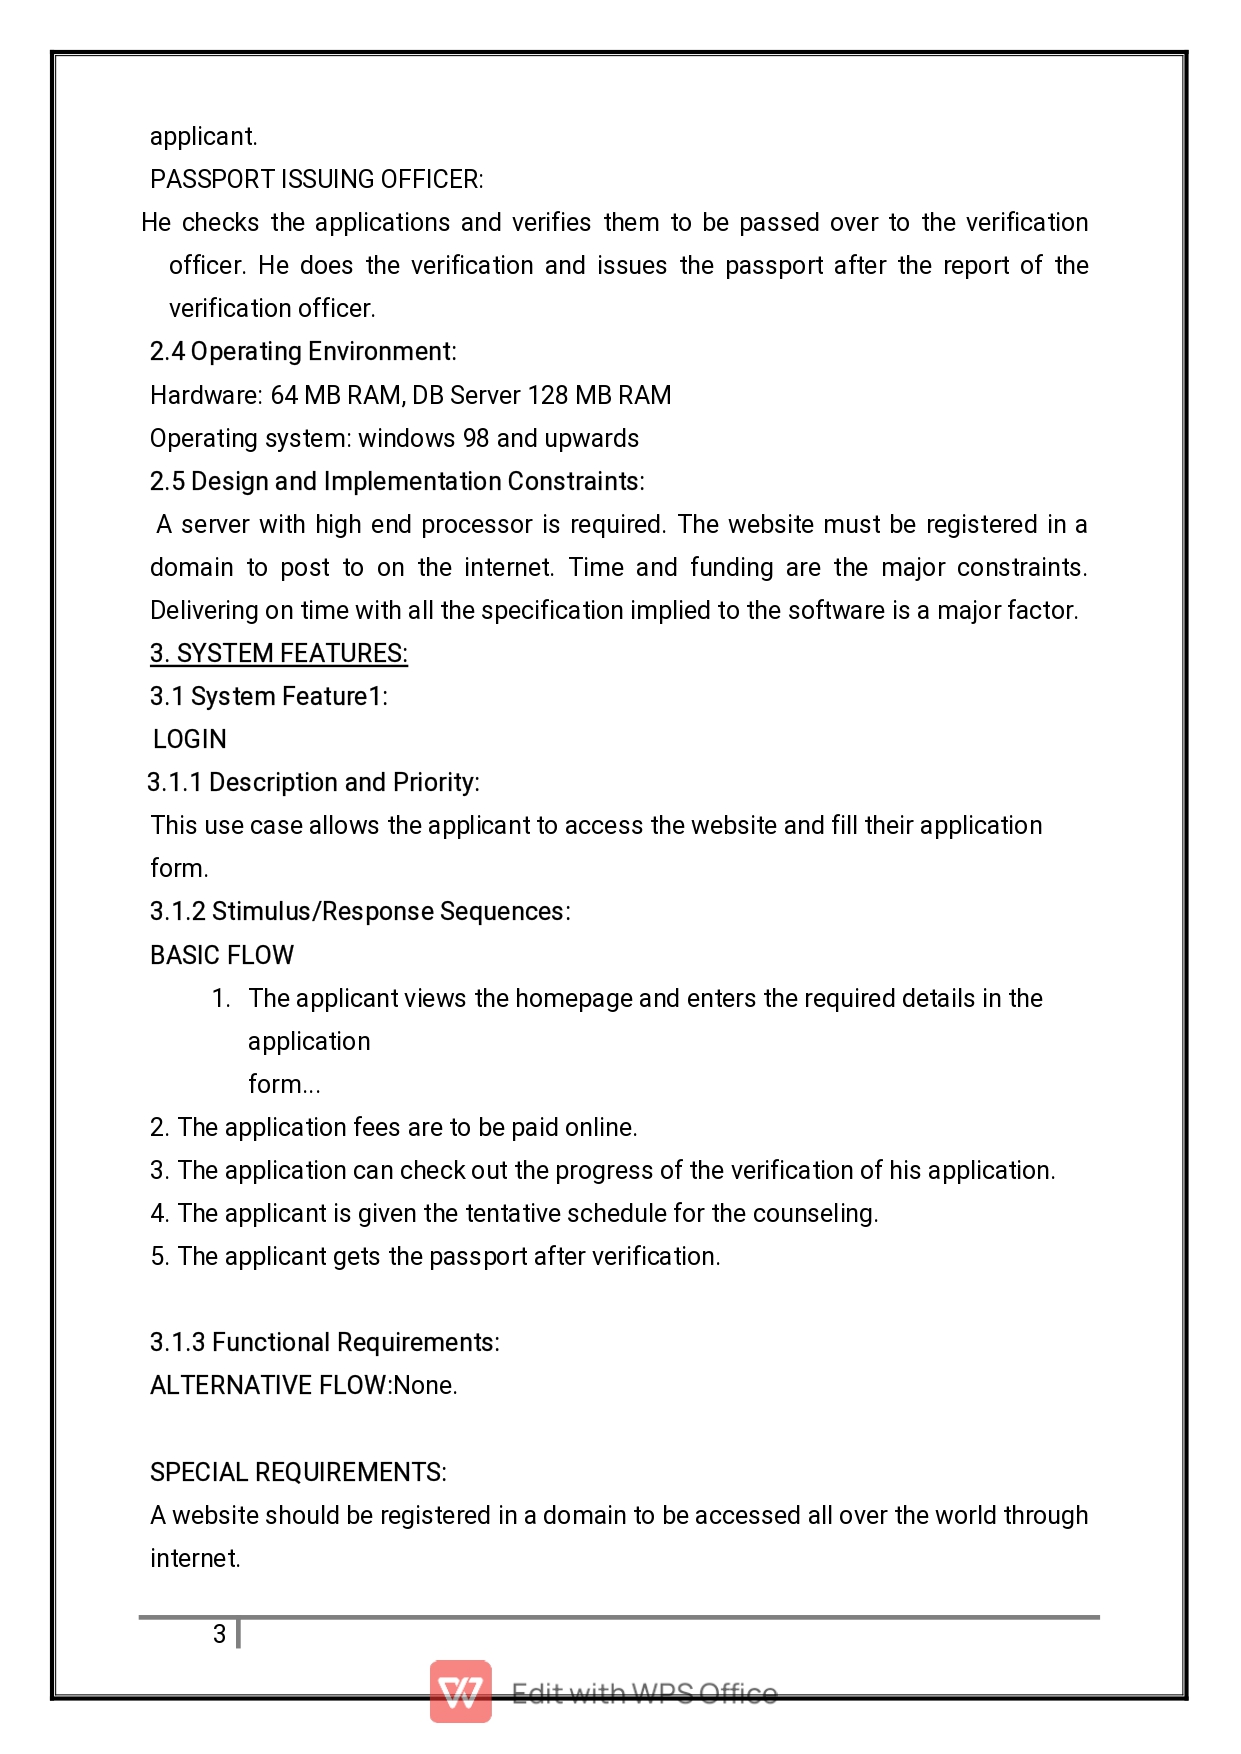 applicant.
PASSPORT ISSUING OFFICER:
He checks the applications and verifies them to be passed over to the verification
officer. He does the verification and issues the passport after the report of the
verification officer.
2.4 Operating Environment:
Hardware: 64 MB RAM, DB Server 128 MB RAM
Operating system: windows 98 and upwards
2.5 Design and Implementation Constraints:
A server with high end processor is required. The website must be registered in a
domain to post to on the internet. Time and funding are the major constraints.
Delivering on time with all the specification implied to the software is a major factor.
3. SYSTEM FEATURES:
3.1 System Feature1:
LOGIN
3.1.1 Description and Priority:
This use case allows the applicant to access the website and fill their application
form.
3.1.2 Stimulus/Response Sequences:
BASIC FLOW
1. The applicant views the homepage and enters the required details in the
application
form...
2. The application fees are to be paid online.
3. The application can check out the progress of the verification of his application.
4. The applicant is given the tentative schedule for the counseling.
5. The applicant gets the passport after verification.
3.1.3 Functional Requirements:
ALTERNATIVE FLOW:None.
SPECIAL REQUIREMENTS:
A website should be registered in a domain to be accessed all over the world through
internet.
3
Edit with WPS Office